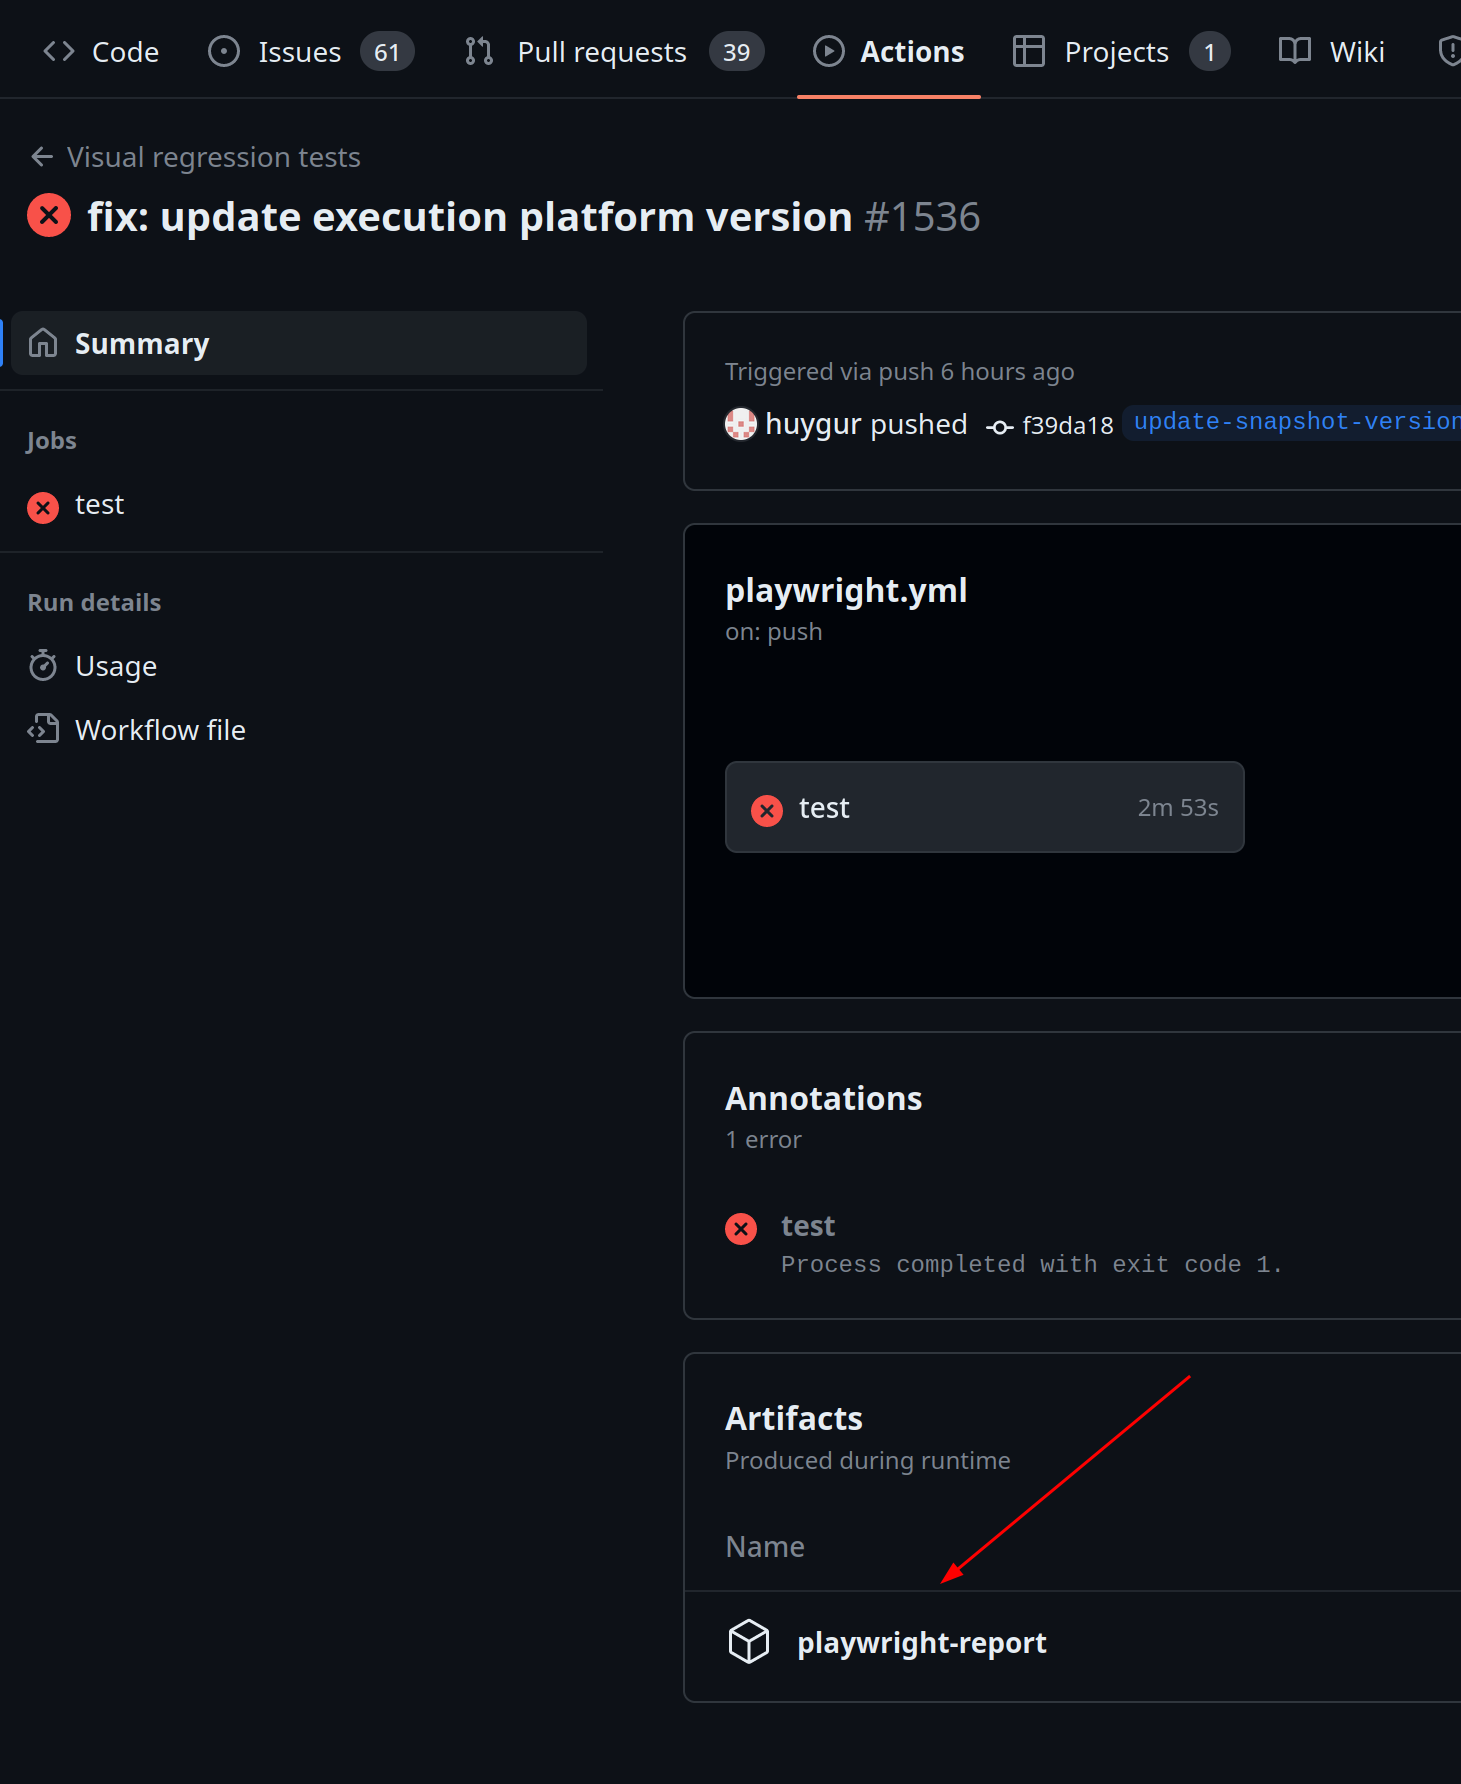 Code Issues 61 Pull requests 39 Actions Projects 1 Wiki
Visual regression tests
fix: update execution platform version #1536
Summary
Jobs
test
Run details
Usage
Workflow file
Triggered via push 6 hours ago
huygur pushed f39da18 update-snapshot-version
playwright.yml
on: push
test 2m 53s
Annotations
1 error
test
Process completed with exit code 1.
Artifacts
Produced during runtime
Name
playwright-report